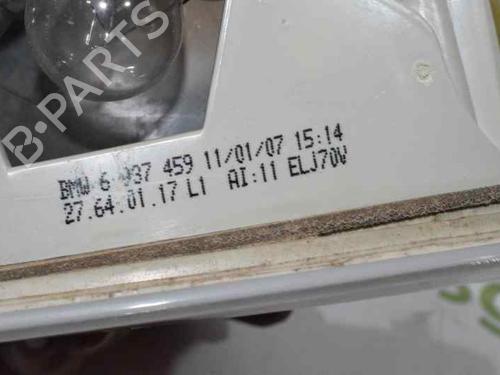 B-PARTS
BMW 6 937 459 11/01/07 15:14
27.64.01.17 L1 AI:11 ELJ70V